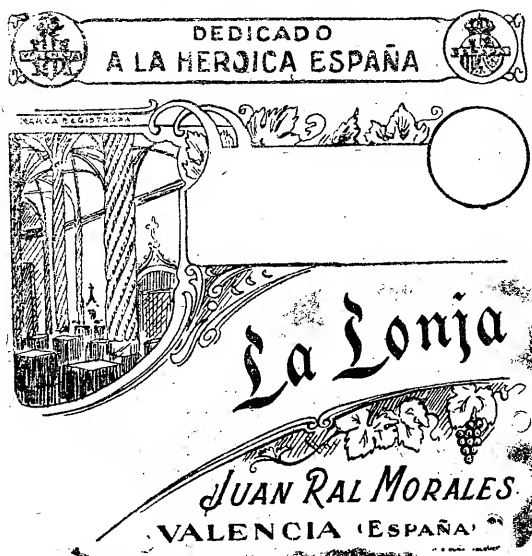 DEDICADO
A LA HEROICA ESPAÑA
MARCA REGISTRADA
La Lonja
JUAN RAL MORALES
VALENCIA (ESPAÑA)